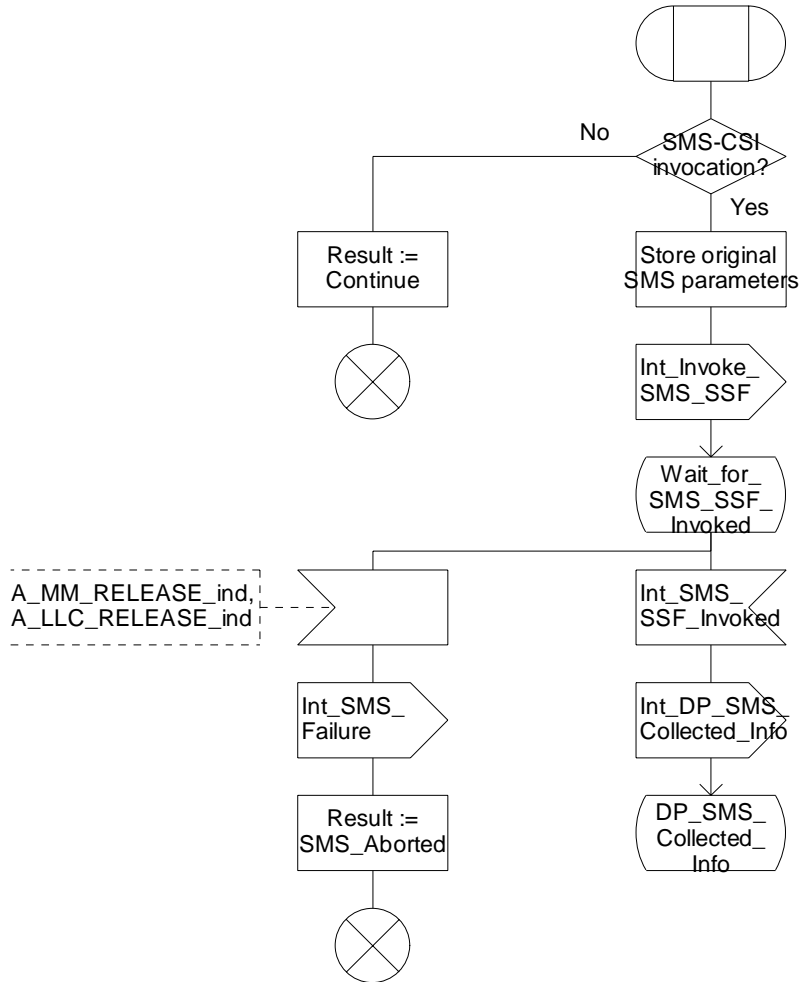 No
SMS-CSI
invocation?
Yes
Result :=
Continue
Store original
SMS parameters
Int_Invoke_
SMS_SSF
Wait_for_
SMS_SSF_
Invoked
A_MM_RELEASE_ind,
A_LLC_RELEASE_ind
Int_SMS_
SSF_Invoked
Int_SMS_
Failure
Int_DP_SMS_
Collected_Info
Result :=
SMS_Aborted
DP_SMS_
Collected_
Info